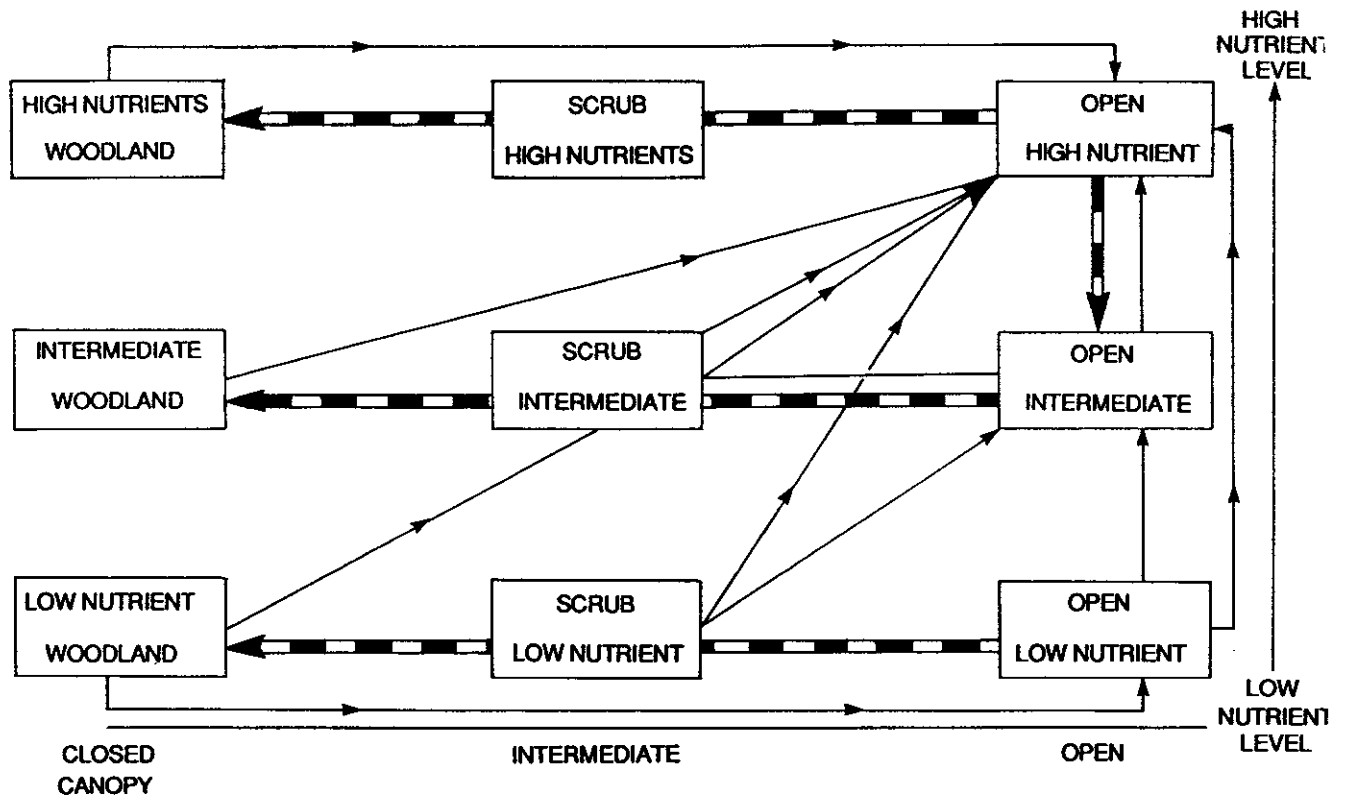 HIGH
NUTRIENT
LEVEL
HIGH NUTRIENTS
WOODLAND
SCRUB
HIGH NUTRIENTS
OPEN
HIGH NUTRIENT
INTERMEDIATE
WOODLAND
SCRUB
INTERMEDIATE
OPEN
INTERMEDIATE
LOW NUTRIENT
WOODLAND
SCRUB
LOW NUTRIENT
OPEN
LOW NUTRIENT
LOW
NUTRIENT
LEVEL
CLOSED
CANOPY
INTERMEDIATE
OPEN